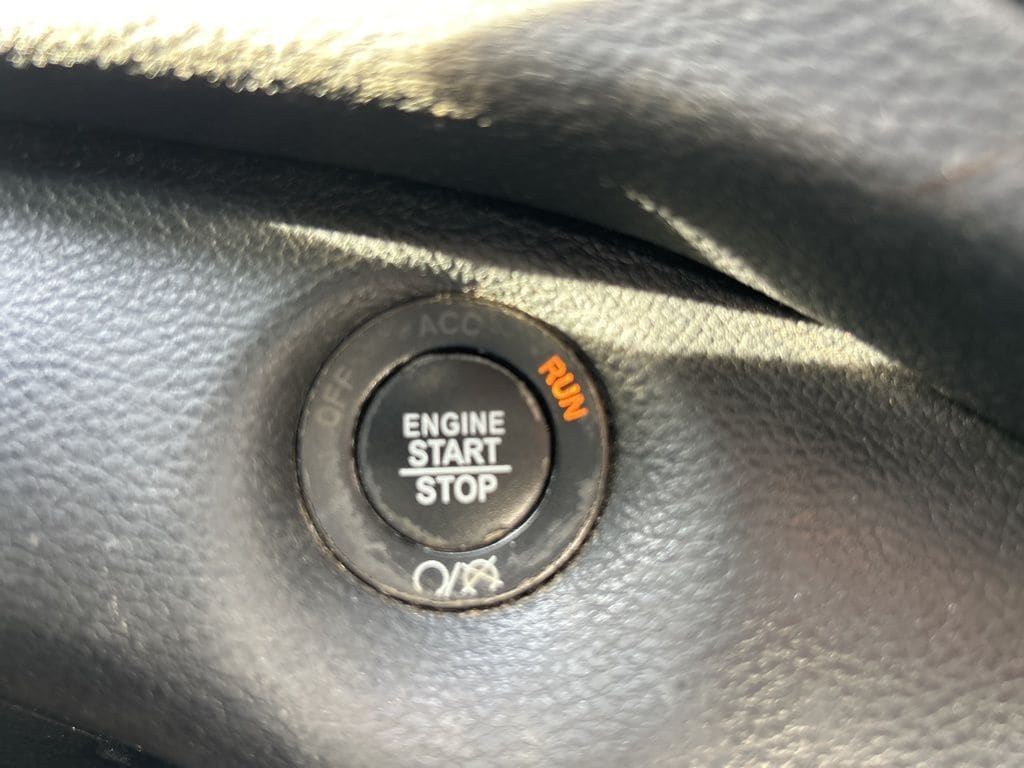 ACC
OFF
RUN
ENGINE
START
STOP